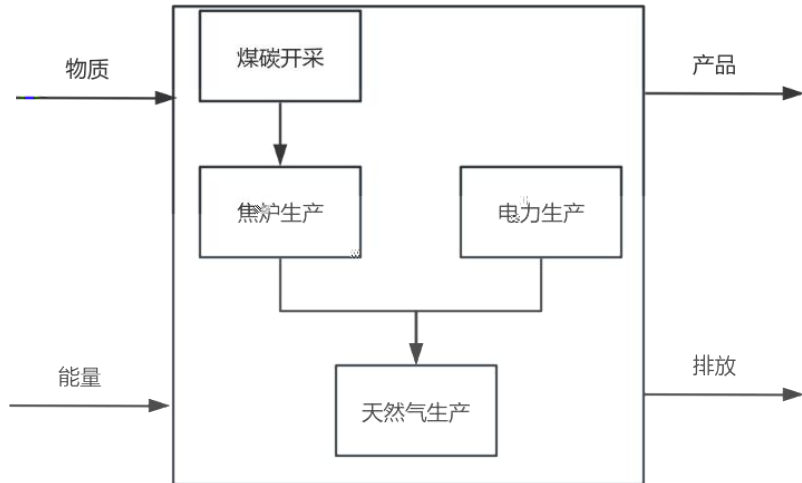 煤碳开采
物质
产品
焦炉生产
电力生产
能量
排放
天然气生产